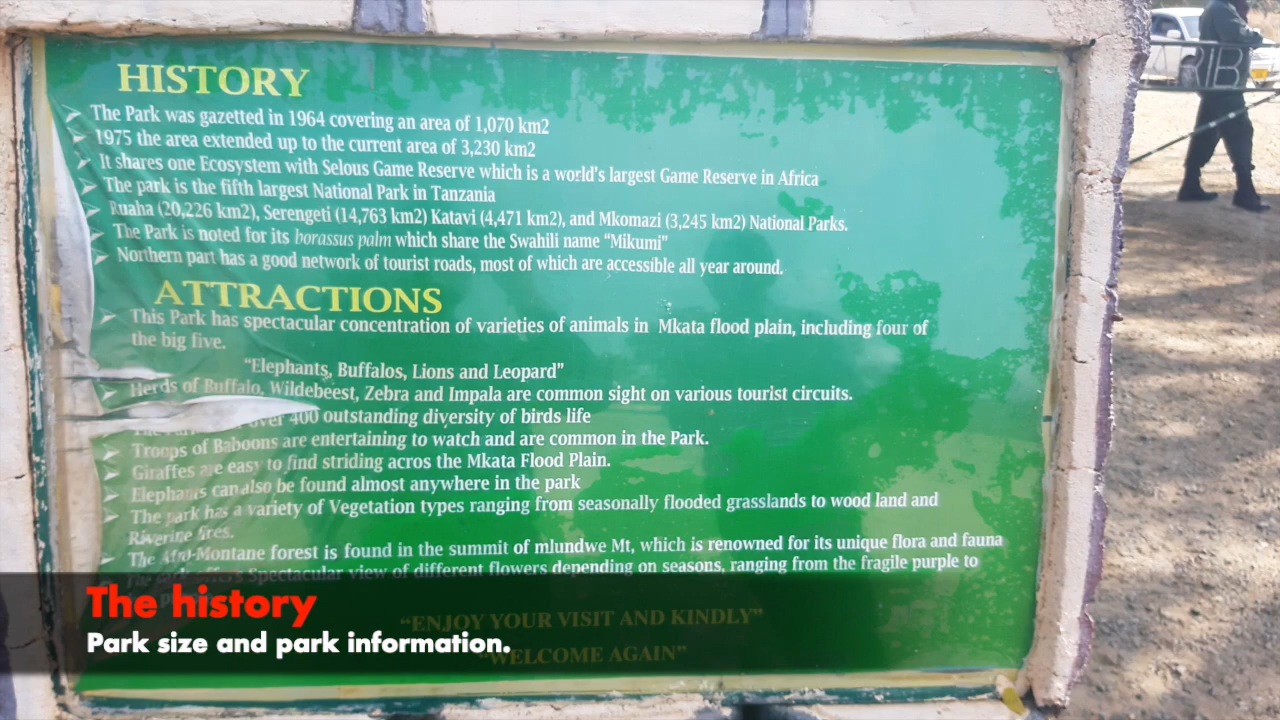 HISTORY
➢ The Park was gazetted in 1964 covering an area of 1,070 km2
➢ 1975 the area extended up to the current area of 3,230 km2
➢ It shares one Ecosystem with Selous Game Reserve which is a world's largest Game Reserve in Africa
➢ The park is the fifth largest National Park in Tanzania
➢ Ruaha (20,226 km2), Serengeti (14,763 km2) Katavi (4,471 km2), and Mkomazi (3,245 km2) National Parks.
➢ The Park is noted for its borassus palm which share the Swahili name "Mikumi"
➢ Northern part has a good network of tourist roads, most of which are accessible all year around.
ATTRACTIONS
➢ This Park has spectacular concentration of varieties of animals in Mkata flood plain, including four of
the big five.
"Elephants, Buffalos, Lions and Leopard"
➢ Herds of Buffalo, Wildebeest, Zebra and Impala are common sight on various tourist circuits.
over 400 outstanding diversity of birds life
➢ Troops of Baboons are entertaining to watch and are common in the Park.
➢ Giraffes are easy to find striding acros the Mkata Flood Plain.
➢ Elephants can also be found almost anywhere in the park
➢ The park has a variety of Vegetation types ranging from seasonally flooded grasslands to wood land and
Riverine fires.
➢ The Afro-Montane forest is found in the summit of mlundwe Mt, which is renowned for its unique flora and fauna
The park offers Spectacular view of different flowers depending on seasons, ranging from the fragile purple to
"ENJOY YOUR VISIT AND KINDLY"
"WELCOME AGAIN"
The history
Park size and park information.